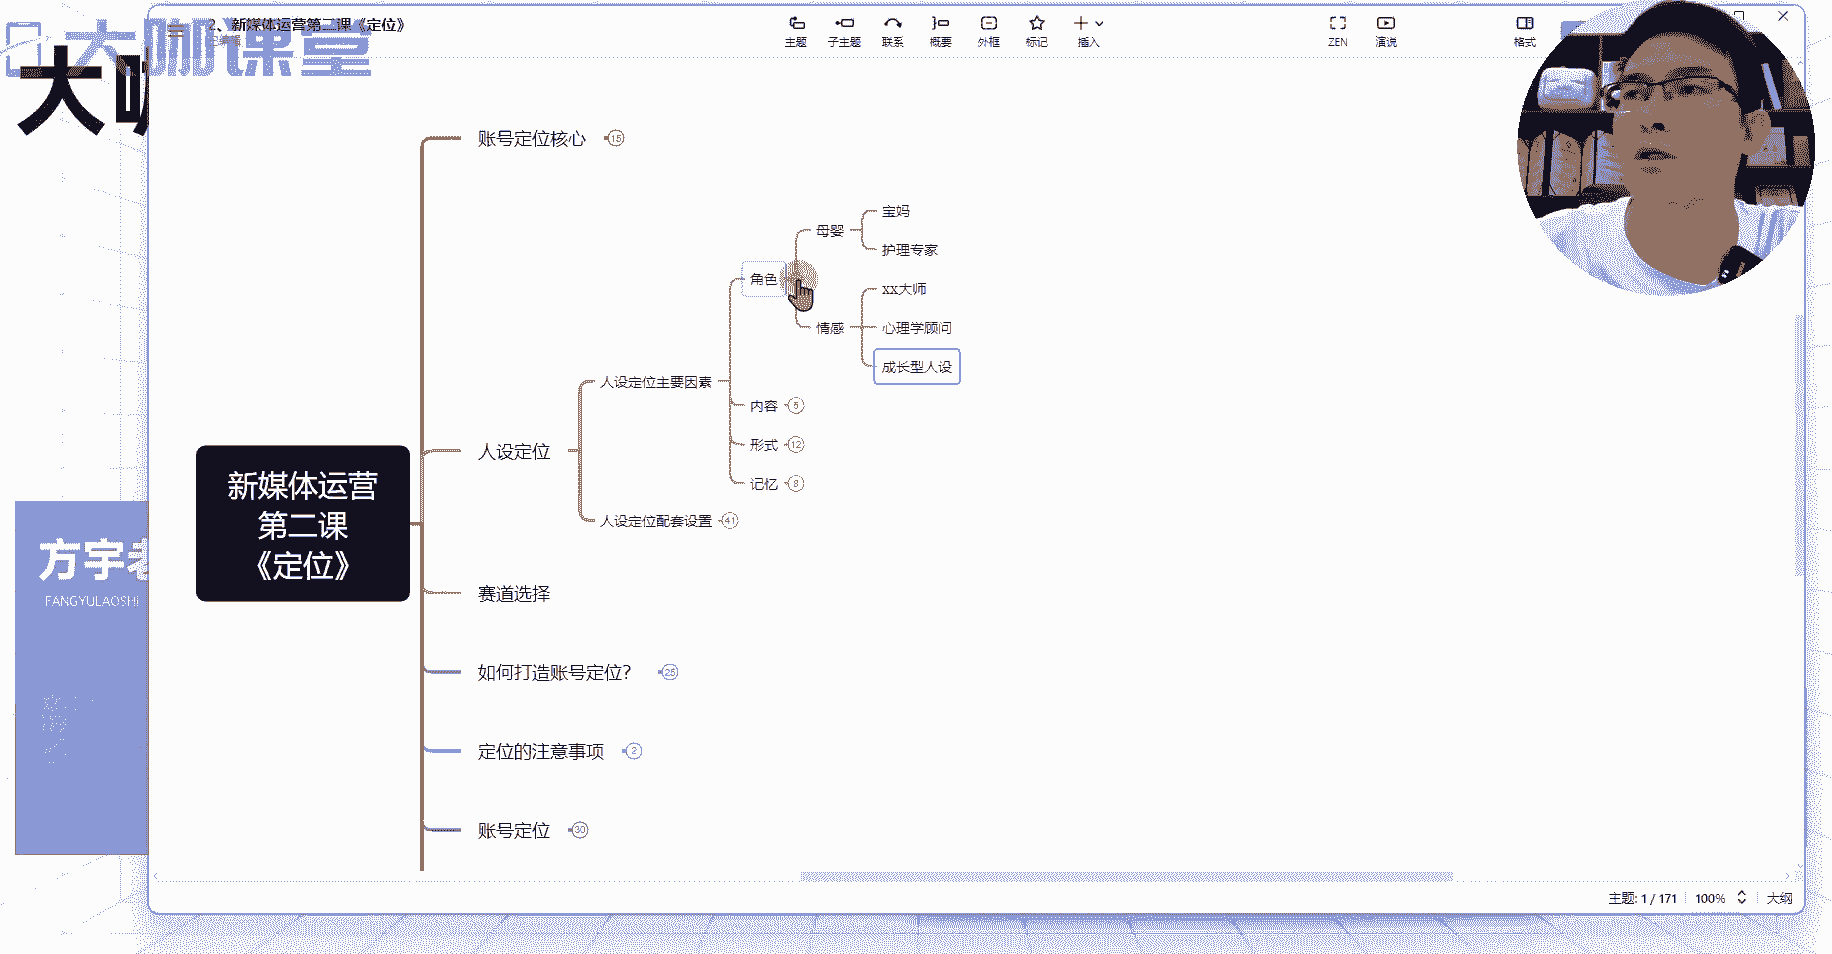 2、新媒体运营第二课《定位》
大咖课堂
大咖
主题
子主题
联系
概要
外框
标记
插入
ZEN
演说
格式
账号定位核心 15
宝妈
母婴
护理专家
角色
xx大师
情感
心理学顾问
成长型人设
人设定位主要因素
内容 5
形式 12
人设定位
记忆 8
人设定位配套设置 41
新媒体运营
第二课
《定位》
方宇老
FANGYULAOSHI
赛道选择
如何打造账号定位? 25
定位的注意事项 2
账号定位 30
主题: 1 / 171
100%
大纲